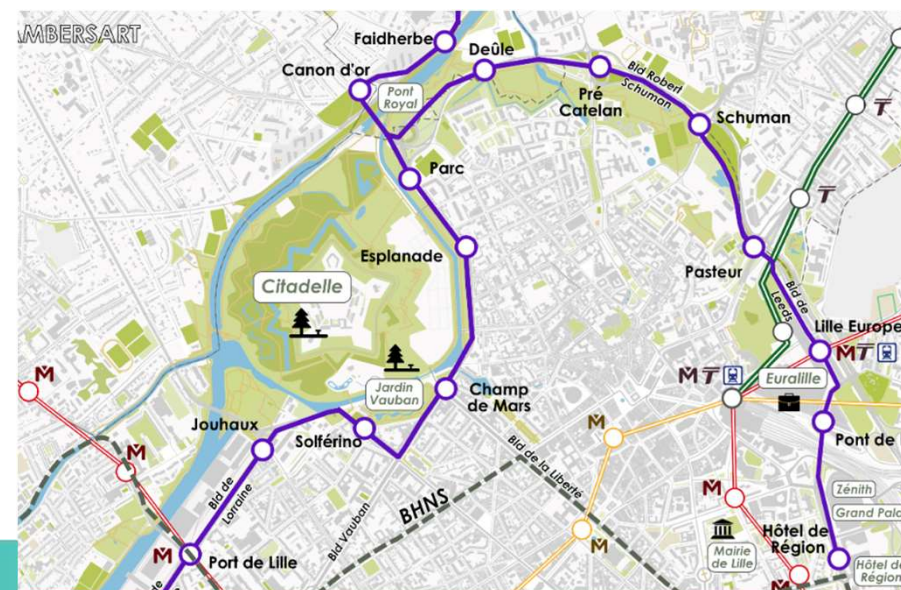 AMBERSART
Faidherbe
Canon d'or
Deûle
Pont
Royal
Pré
Catelan
Bld Robert
Schuman
Schuman
Ŧ
Parc
Ŧ
Esplanade
Pasteur
Bld de
Leeds
Citadelle
Lille Europe
M Ŧ
M Ŧ
Euralille
M
Jardin
Vauban
Champ
de Mars
Jouhaux
Solférino
M
Pont de
M
Bld de
Lorraine
Bld Vauban
BHNS
Bld de la Liberté
M
Zénith
Grand Pala
M
Port de Lille
M
Mairie
de Lille
Hôtel de
Région
Hôtel de
Région
M
de